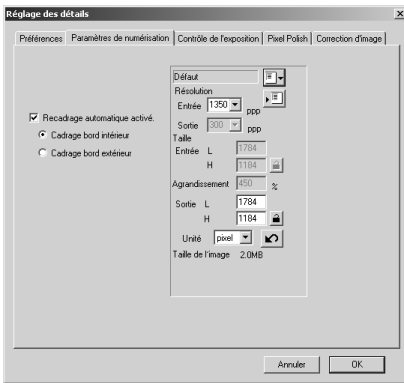 Réglage des détails
Préférences Paramètres de numérisation Contrôle de l'exposition Pixel Polish Correction d'image
Défaut
Résolution
Entrée 1350 ppp
Sortie 300 ppp
Taille
Entrée L 1784
H 1184
Agrandissement 450 %
Sortie L 1784
H 1184
Unité pixel
Taille de l'image 2.0MB
Recadrage automatique activé.
Cadrage bord intérieur
Cadrage bord extérieur
Annuler OK